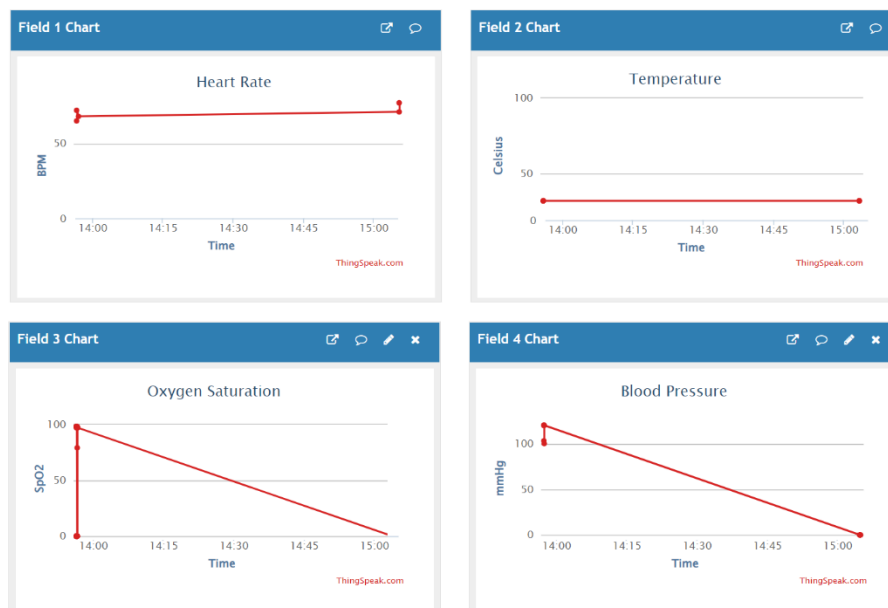 Field 1 Chart
Heart Rate
50
0
BPM
14:00 14:15 14:30 14:45 15:00
Time
ThingSpeak.com
Field 2 Chart
Temperature
100
50
0
Celsius
14:00 14:15 14:30 14:45 15:00
Time
ThingSpeak.com
Field 3 Chart
Oxygen Saturation
100
50
0
SpO2
14:00 14:15 14:30 14:45 15:00
Time
ThingSpeak.com
Field 4 Chart
Blood Pressure
100
50
0
mmHg
14:00 14:15 14:30 14:45 15:00
Time
ThingSpeak.com